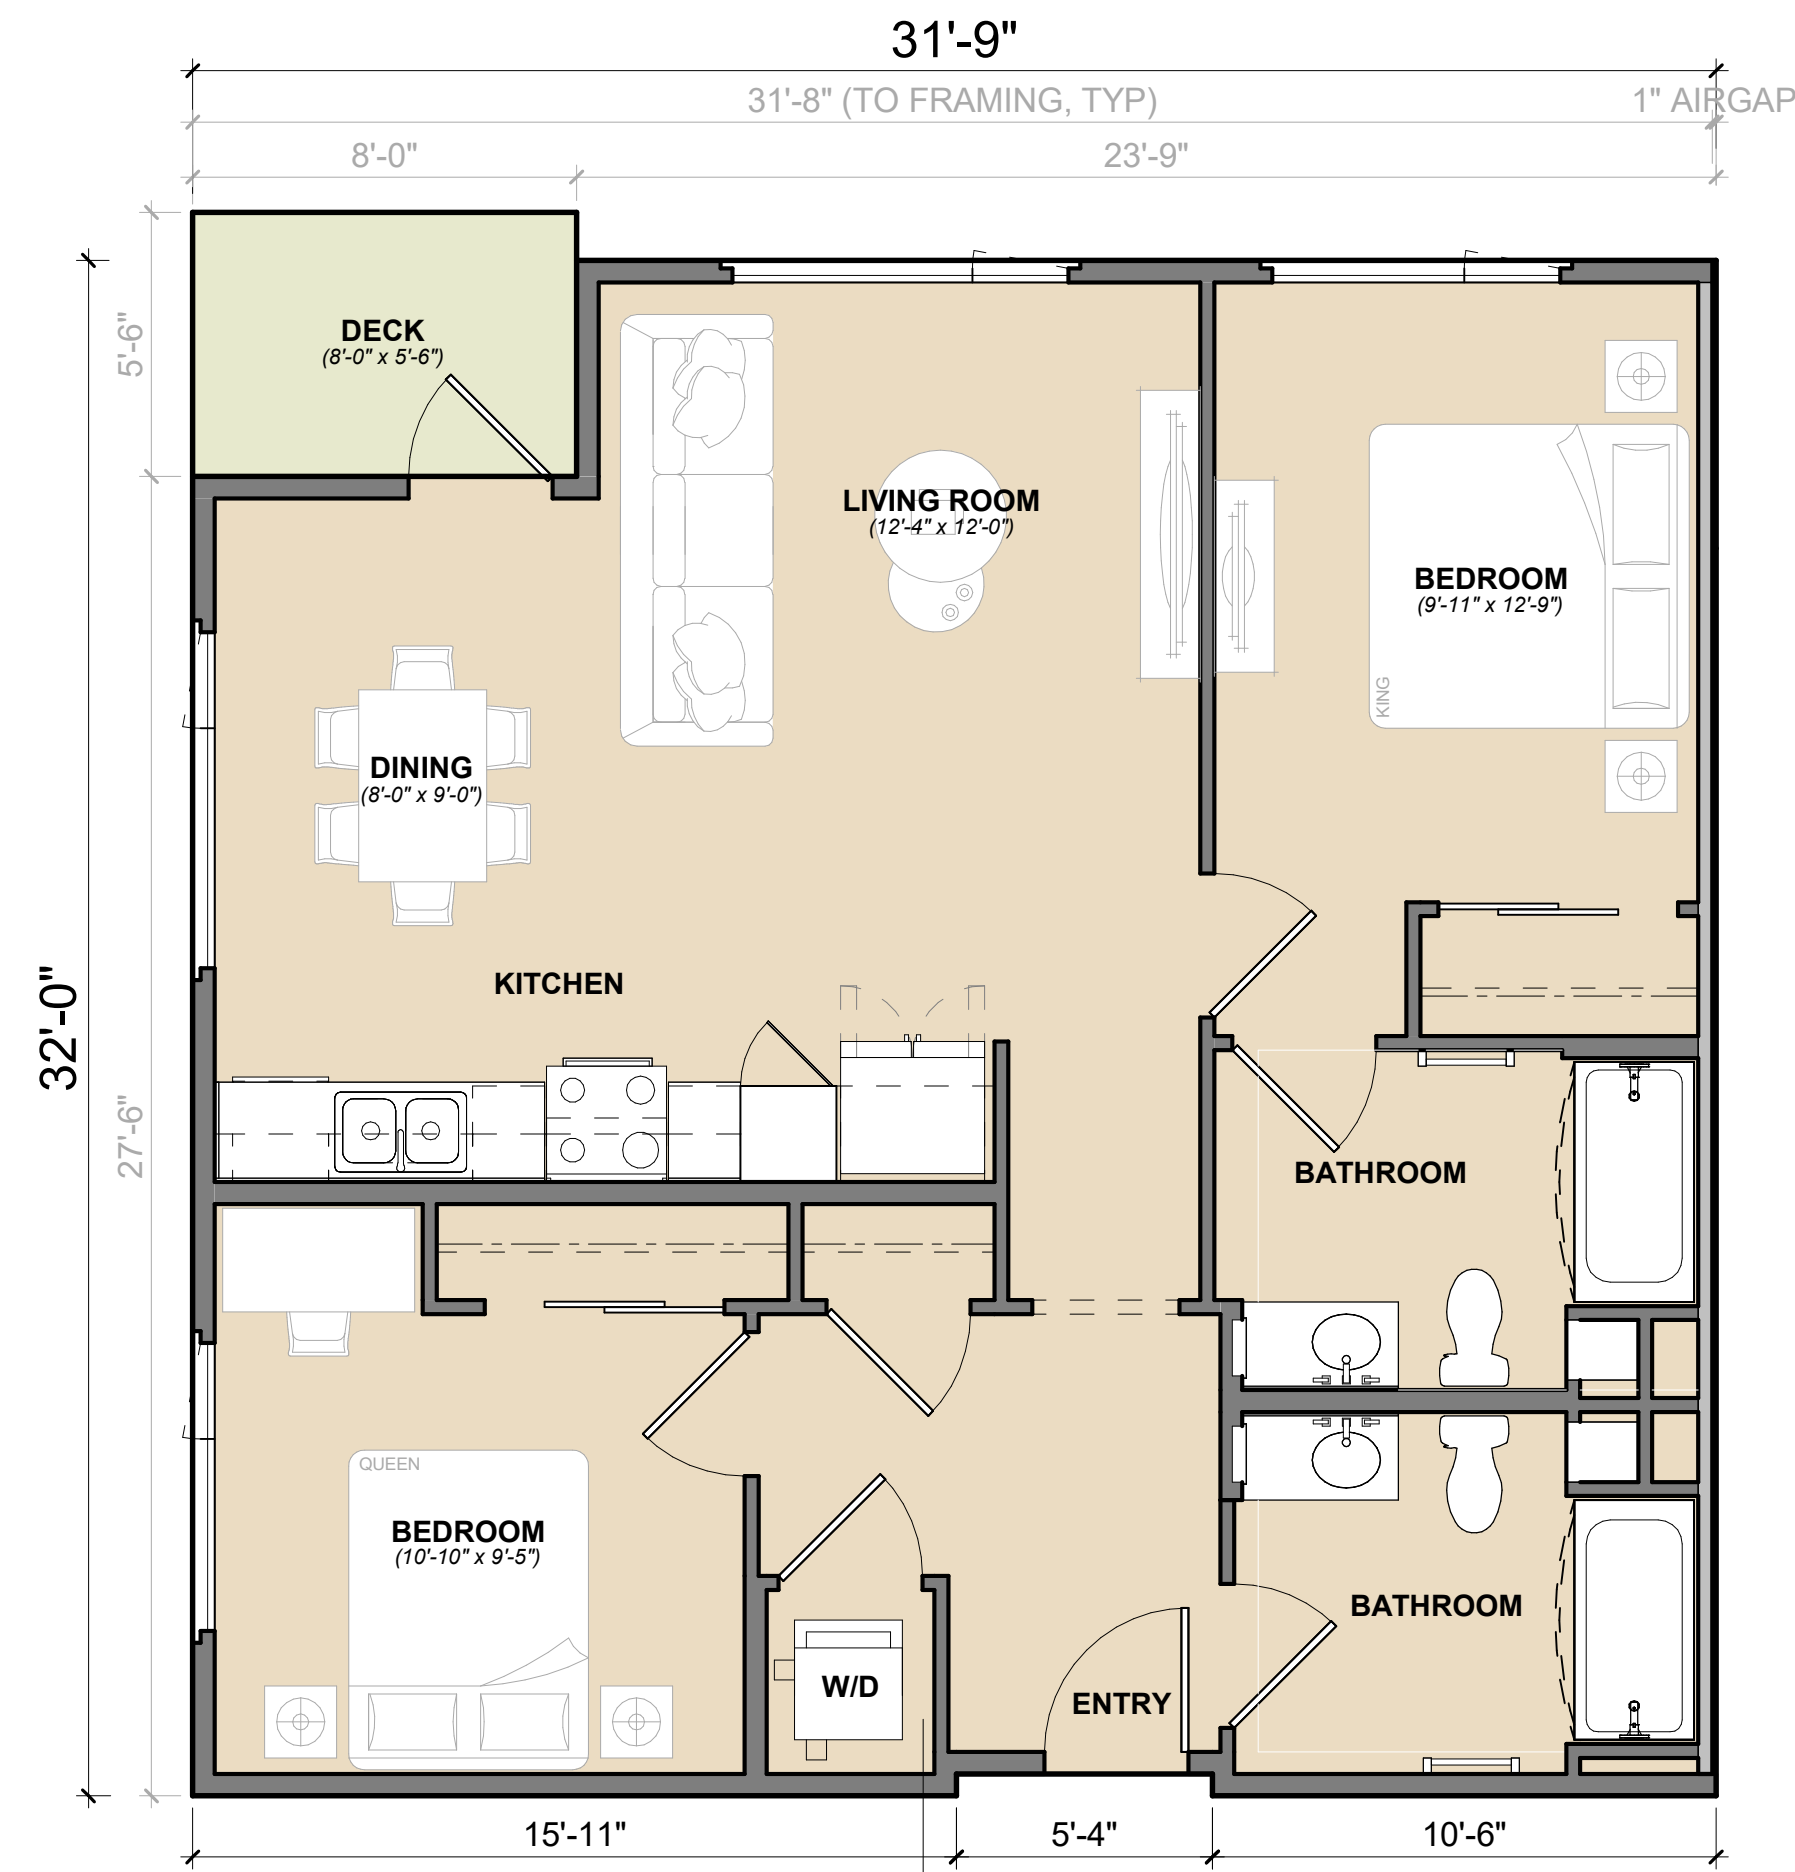 31'-9"
31'-8" (TO FRAMING, TYP)
1" AIRGAP
8'-0"
23'-9"
5'-6"
DECK
(8'-0" x 5'-6")
LIVING ROOM
(12'-4" x 12'-0")
BEDROOM
(9'-11" x 12'-9")
KING
DINING
(8'-0" x 9'-0")
KITCHEN
32'-0"
27'-6"
BATHROOM
QUEEN
BEDROOM
(10'-10" x 9'-5")
BATHROOM
W/D
ENTRY
15'-11"
5'-4"
10'-6"